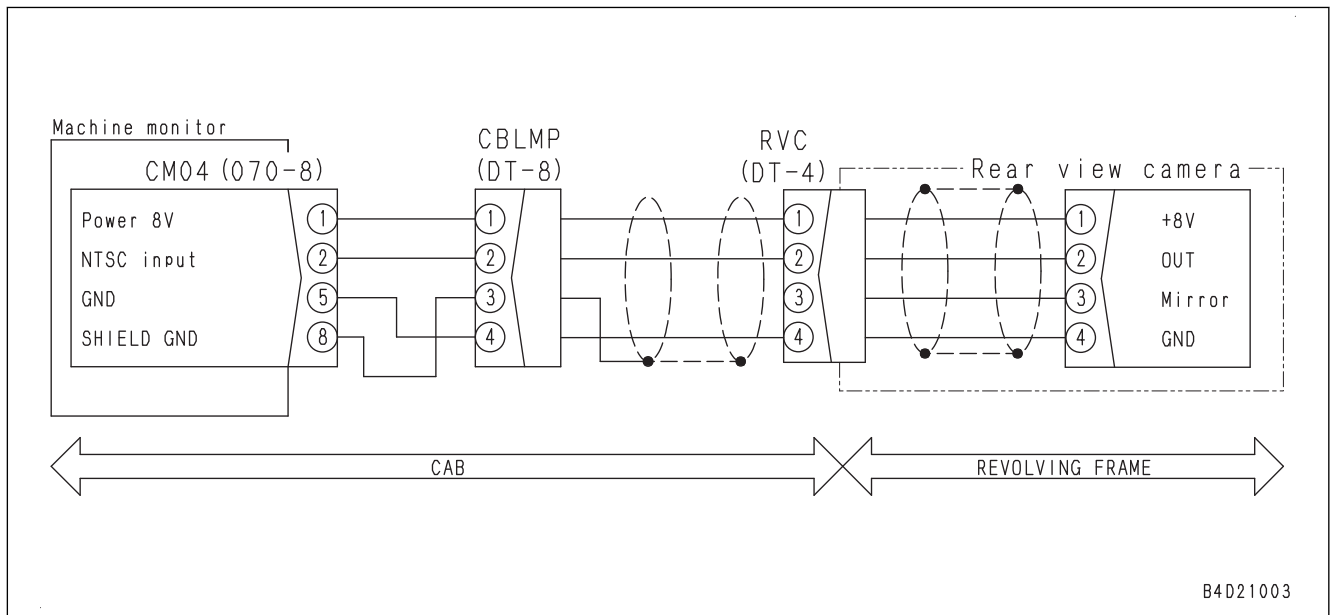 Machine monitor
CBLMP
(DT-8)
RVC
(DT-4)
Rear view camera
CM04 (070-8)
Power 8V
1
1
1
1
+8V
NTSC input
2
2
2
2
OUT
GND
5
3
3
3
Mirror
SHIELD GND
8
4
4
4
GND
CAB
REVOLVING FRAME
B4D21003